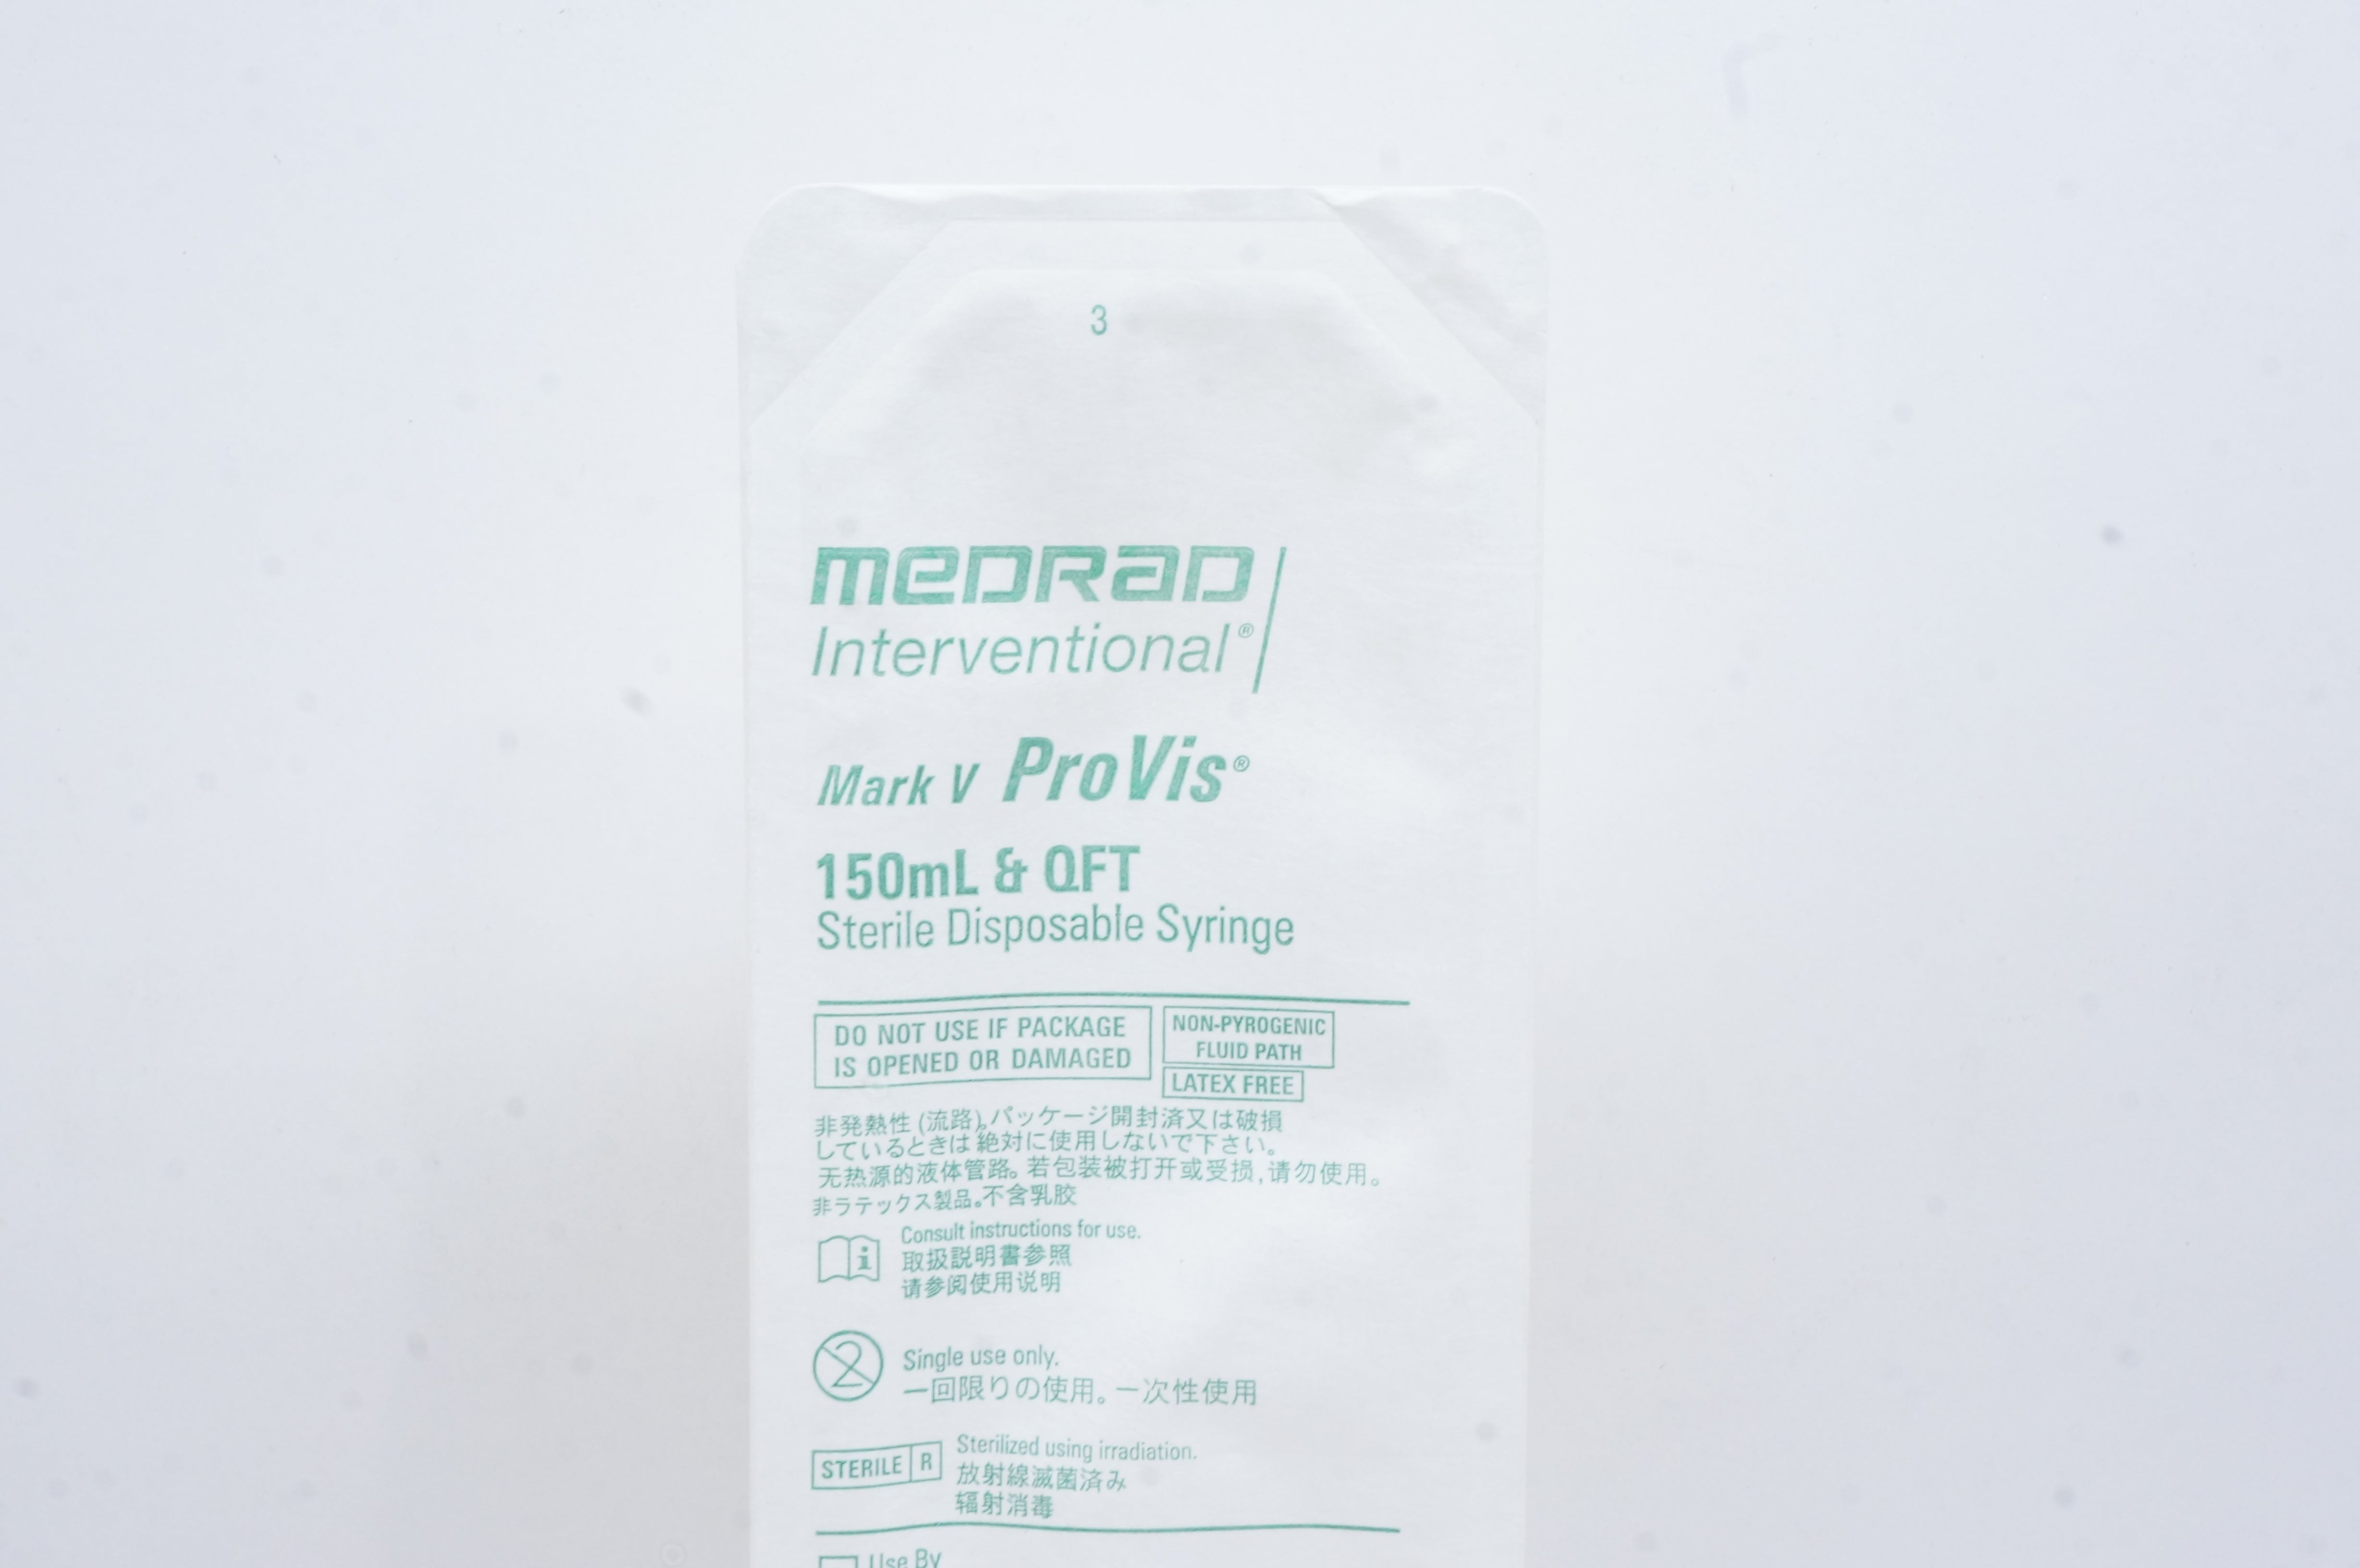 3
MEDRAD
Interventional®
Mark V ProVis®
150mL & QFT
Sterile Disposable Syringe
DO NOT USE IF PACKAGE
IS OPENED OR DAMAGED
NON-PYROGENIC
FLUID PATH
LATEX FREE
非発熱性 (流路)。パッケージ開封済又は破損
しているときは 絶対に使用しないで下さい。
无热源的液体管路。若包装被打开或受损,请勿使用。
非ラテックス製品。不含乳胶
i
Consult instructions for use.
取扱説明書参照
请参阅使用说明
2
Single use only.
一回限りの使用。一次性使用
STERILE R
Sterilized using irradiation.
放射線滅菌済み
辐射消毒
Use By